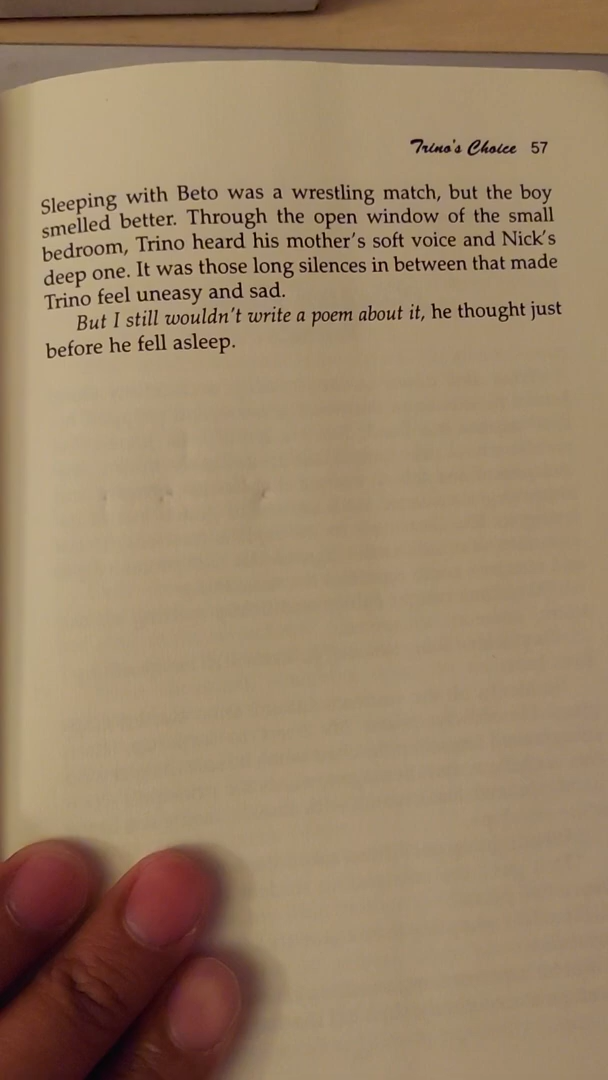 Trino's Choice 57
Sleeping with Beto was a wrestling match, but the boy
smelled better. Through the open window of the small
bedroom, Trino heard his mother's soft voice and Nick's
deep one. It was those long silences in between that made
Trino feel uneasy and sad.
But I still wouldn't write a poem about it, he thought just
before he fell asleep.